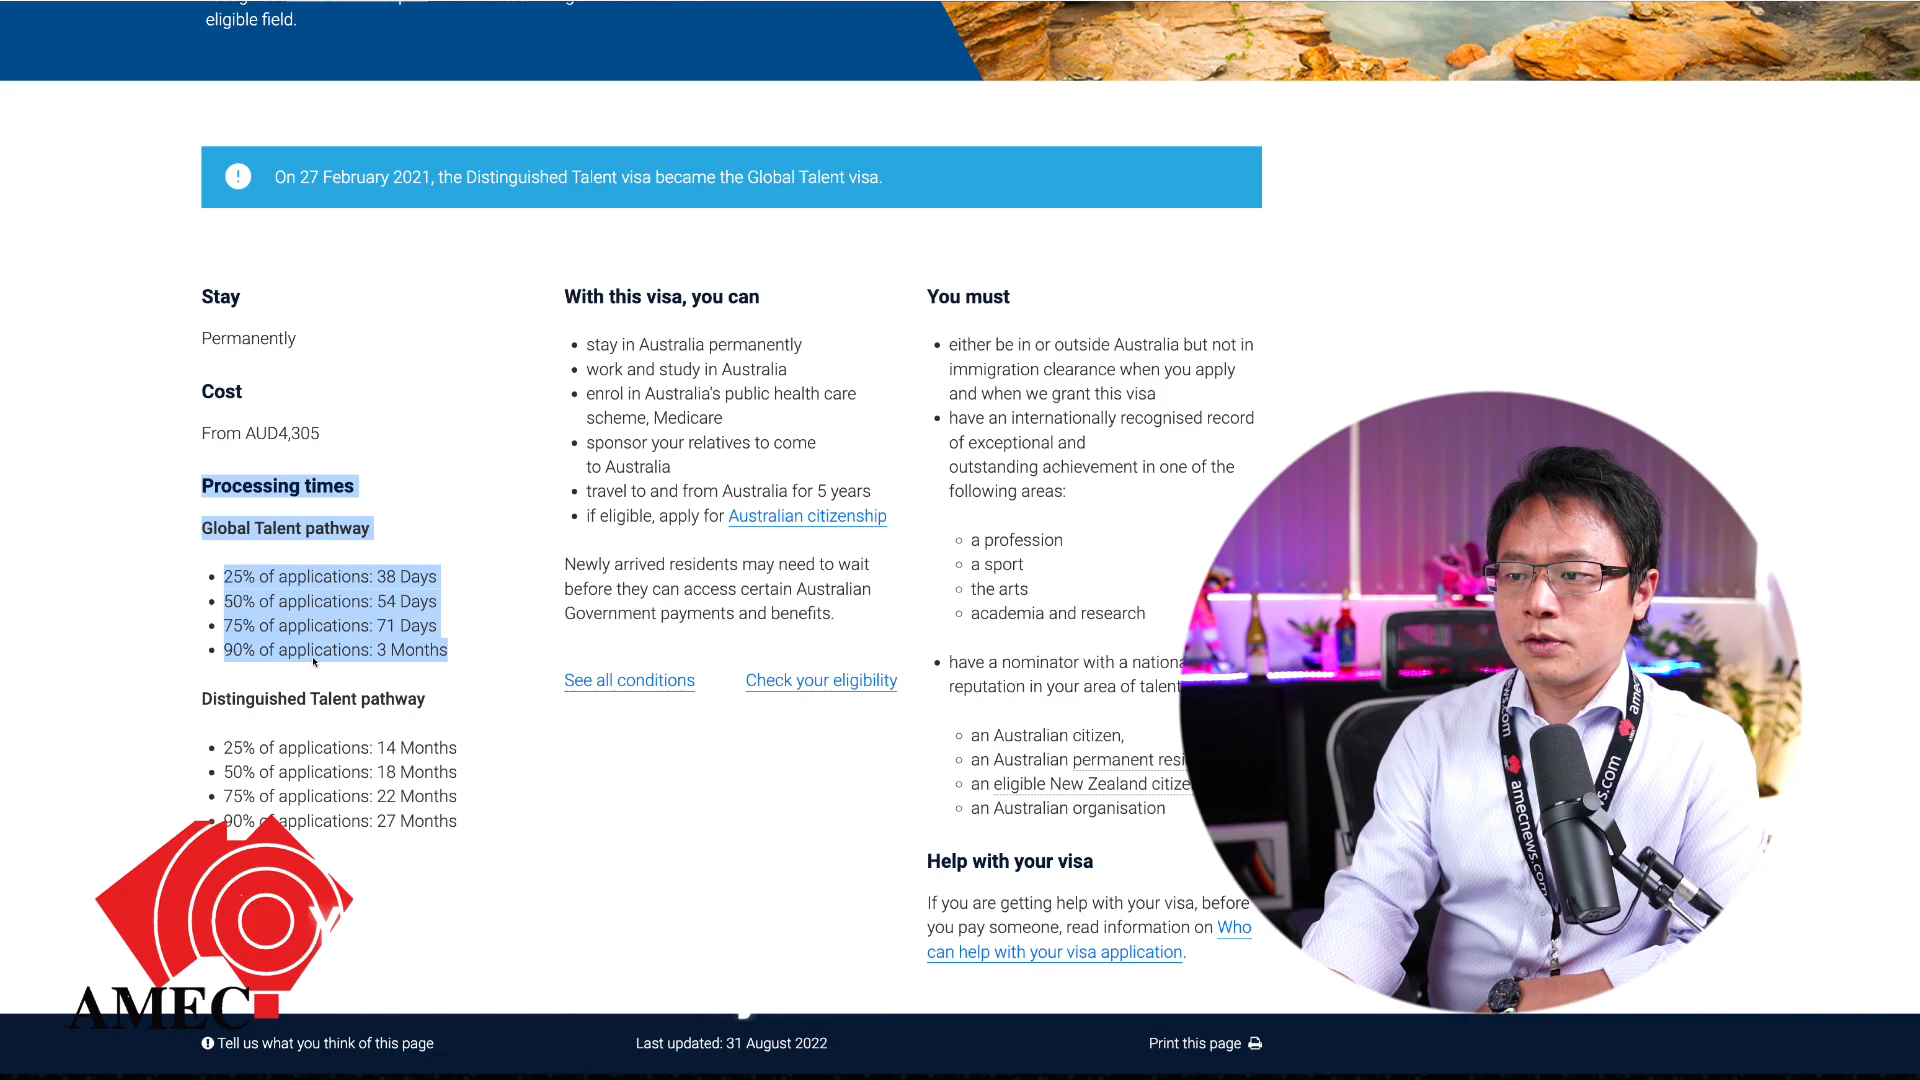 eligible field.
On 27 February 2021, the Distinguished Talent visa became the Global Talent visa.
Stay
Permanently
Cost
From AUD4,305
Processing times
Global Talent pathway
25% of applications: 38 Days
50% of applications: 54 Days
75% of applications: 71 Days
90% of applications: 3 Months
Distinguished Talent pathway
25% of applications: 14 Months
50% of applications: 18 Months
75% of applications: 22 Months
90% of applications: 27 Months
With this visa, you can
stay in Australia permanently
work and study in Australia
enrol in Australia's public health care
scheme, Medicare
sponsor your relatives to come
to Australia
travel to and from Australia for 5 years
if eligible, apply for Australian citizenship
Newly arrived residents may need to wait
before they can access certain Australian
Government payments and benefits.
See all conditions
Check your eligibility
You must
either be in or outside Australia but not in
immigration clearance when you apply
and when we grant this visa
have an internationally recognised record
of exceptional and
outstanding achievement in one of the
following areas:
a profession
a sport
the arts
academia and research
have a nominator with a nationa
reputation in your area of talent
an Australian citizen,
an Australian permanent resi
an eligible New Zealand citize
an Australian organisation
Help with your visa
If you are getting help with your visa, before
you pay someone, read information on Who
can help with your visa application.
AMEC
amecnews.com
news.com
ame
s.com
Tell us what you think of this page
Last updated: 31 August 2022
Print this page